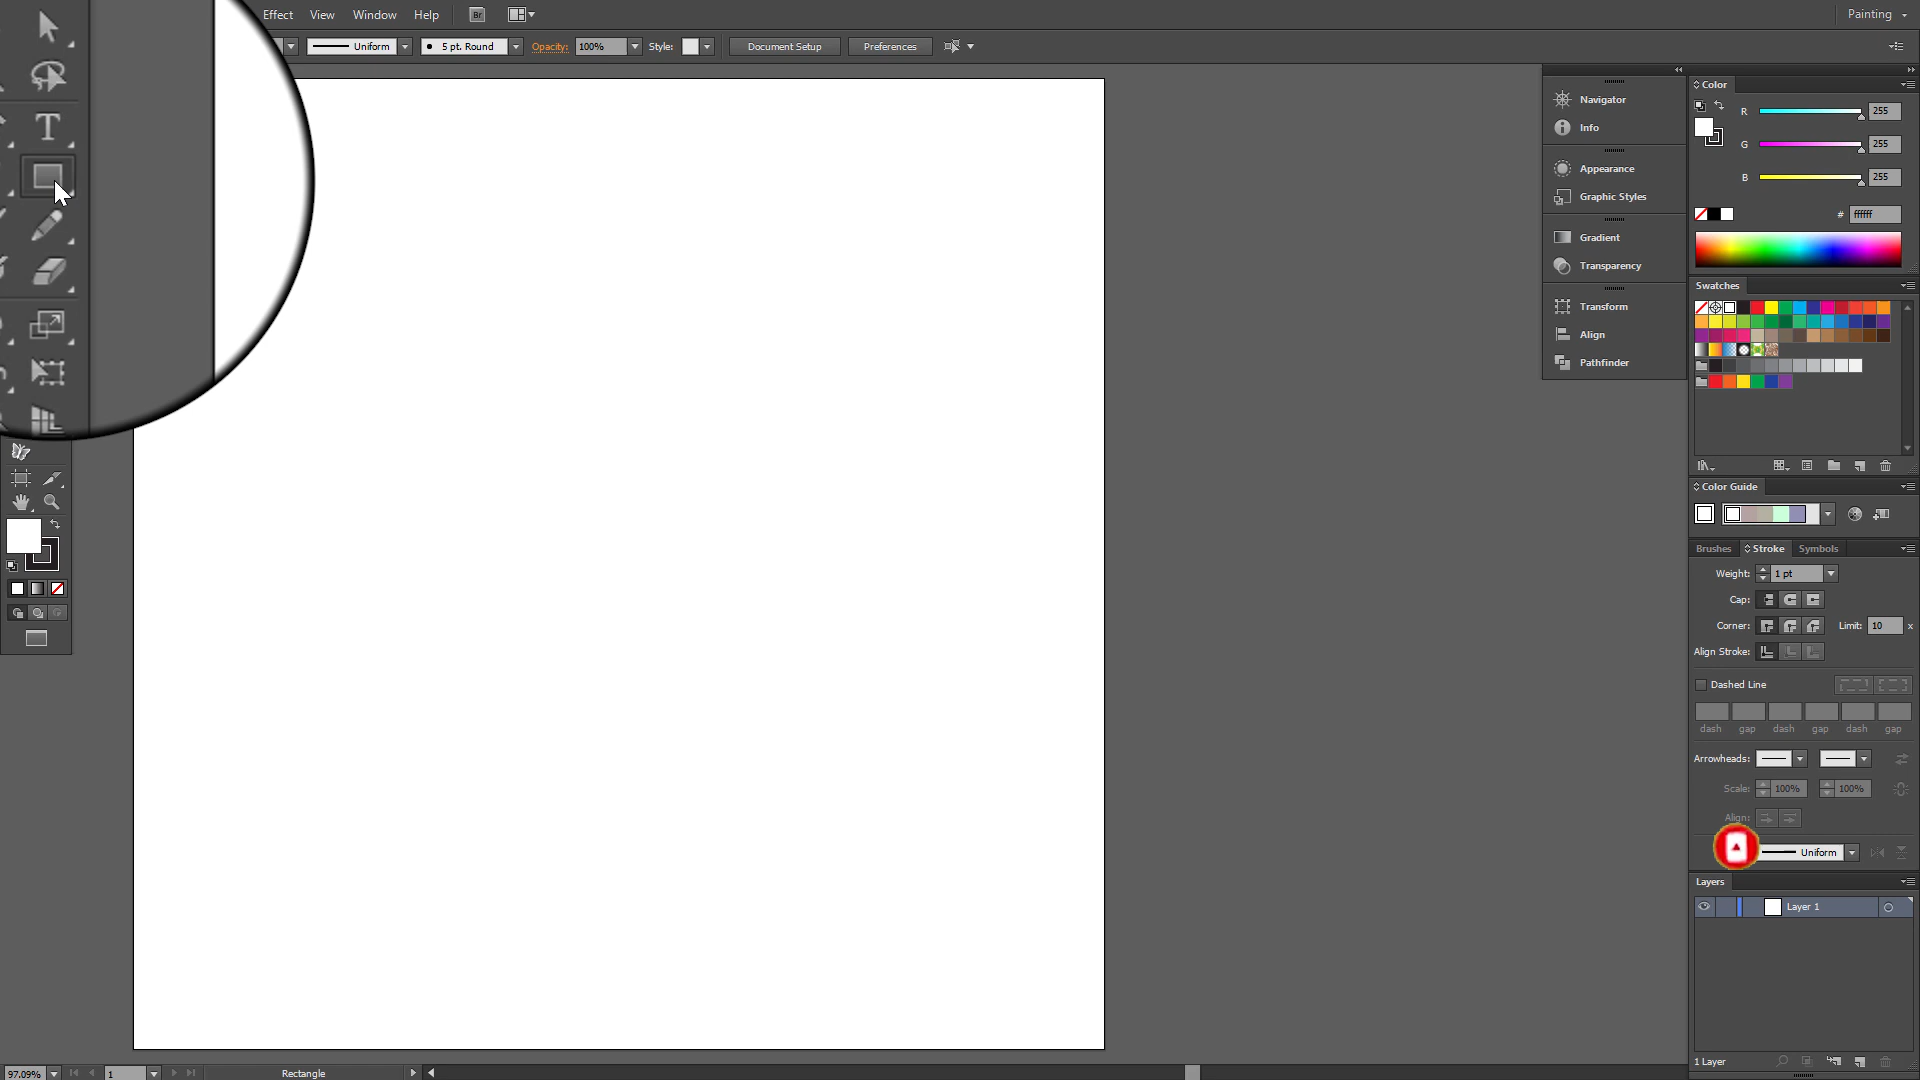 Effect View Window Help Br Painting
Uniform 5 pt. Round Opacity: 100% Style: Document Setup Preferences
Navigator
Info
Appearance
Graphic Styles
Gradient
Transparency
Transform
Align
Pathfinder
Color
R 255
G 255
B 255
# ffffff
Swatches
Color Guide
Brushes Stroke Symbols
Weight: 1 pt
Cap:
Corner: Limit: 10 x
Align Stroke:
Dashed Line
dash gap dash gap dash gap
Arrowheads:
Scale: 100% 100%
Align:
Uniform
Layers
Layer 1
1 Layer
T
97.09% 1 Rectangle